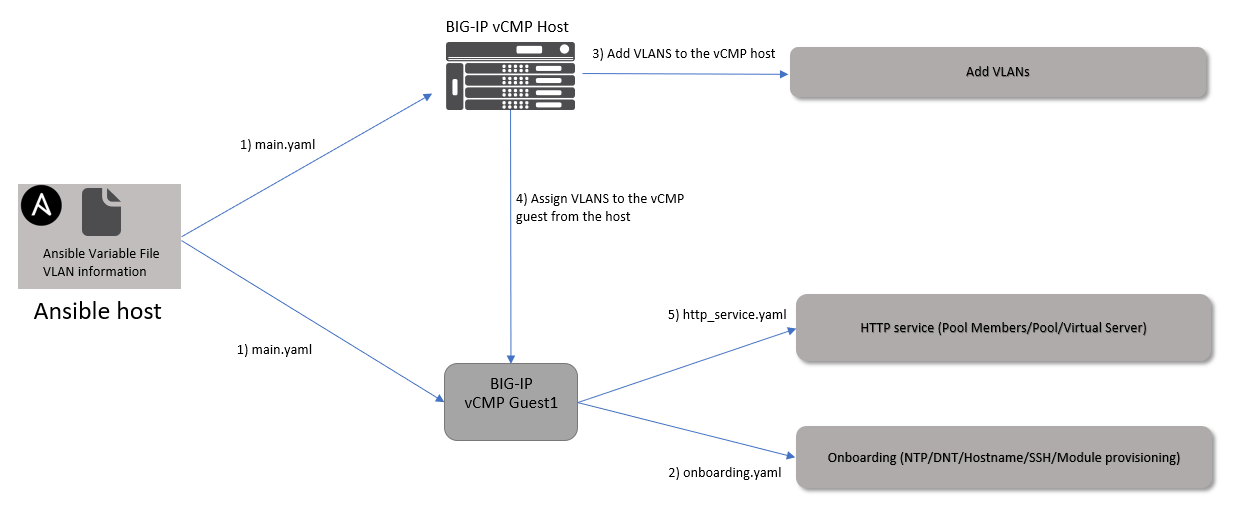 BIG-IP vCMP Host
3) Add VLANS to the vCMP host
Add VLANs
1) main.yaml
4) Assign VLANS to the vCMP
guest from the host
Ansible Variable File
VLAN information
Ansible host
1) main.yaml
5) http_service.yaml
HTTP service (Pool Members/Pool/Virtual Server)
BIG-IP
vCMP Guest1
2) onboarding.yaml
Onboarding (NTP/DNT/Hostname/SSH/Module provisioning)